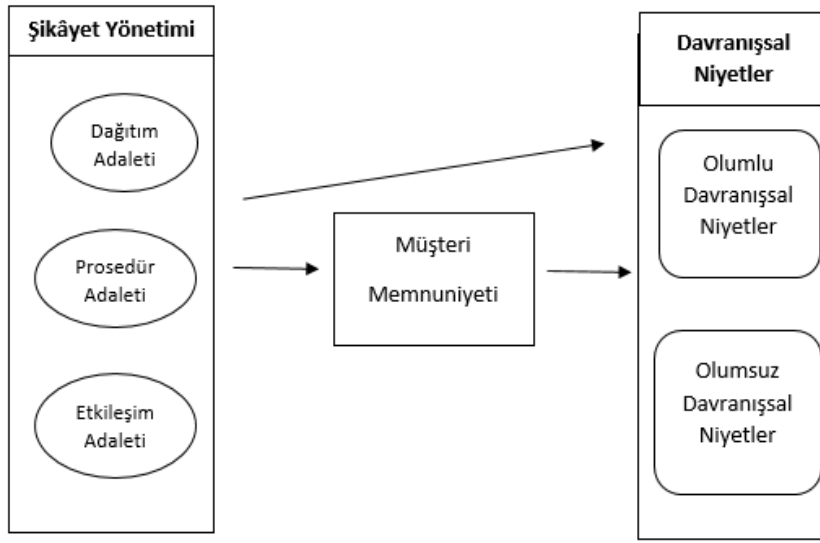 Şikâyet Yönetimi
Dağıtım
Adaleti
Prosedür
Adaleti
Etkileşim
Adaleti
Müşteri
Memnuniyeti
Davranışsal
Niyetler
Olumlu
Davranışsal
Niyetler
Olumsuz
Davranışsal
Niyetler